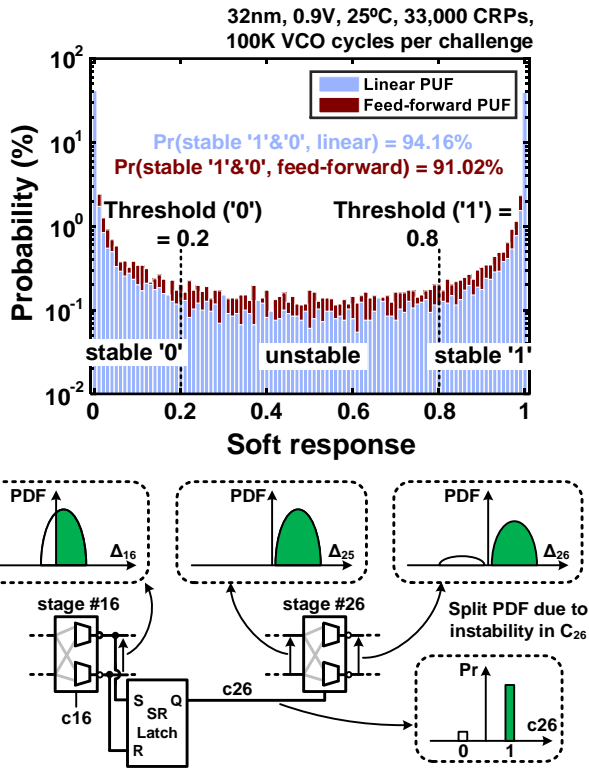 32nm, 0.9V, 25ºC, 33,000 CRPs,
100K VCO cycles per challenge
Linear PUF
Feed-forward PUF
Pr(stable '1'&'0', linear) = 94.16%
Pr(stable '1'&'0', feed-forward) = 91.02%
Threshold ('0')
= 0.2
Threshold ('1') =
0.8
stable '0'
unstable
stable '1'
Probability (%)
10²
10¹
10⁰
10⁻¹
10⁻²
0 0.2 0.4 0.6 0.8 1
Soft response
PDF
Δ₁₆
PDF
Δ₂₅
PDF
Δ₂₆
stage #16
stage #26
Split PDF due to
instability in C₂₆
c16
S Q
SR
Latch
R
c26
Pr
c26
0 1